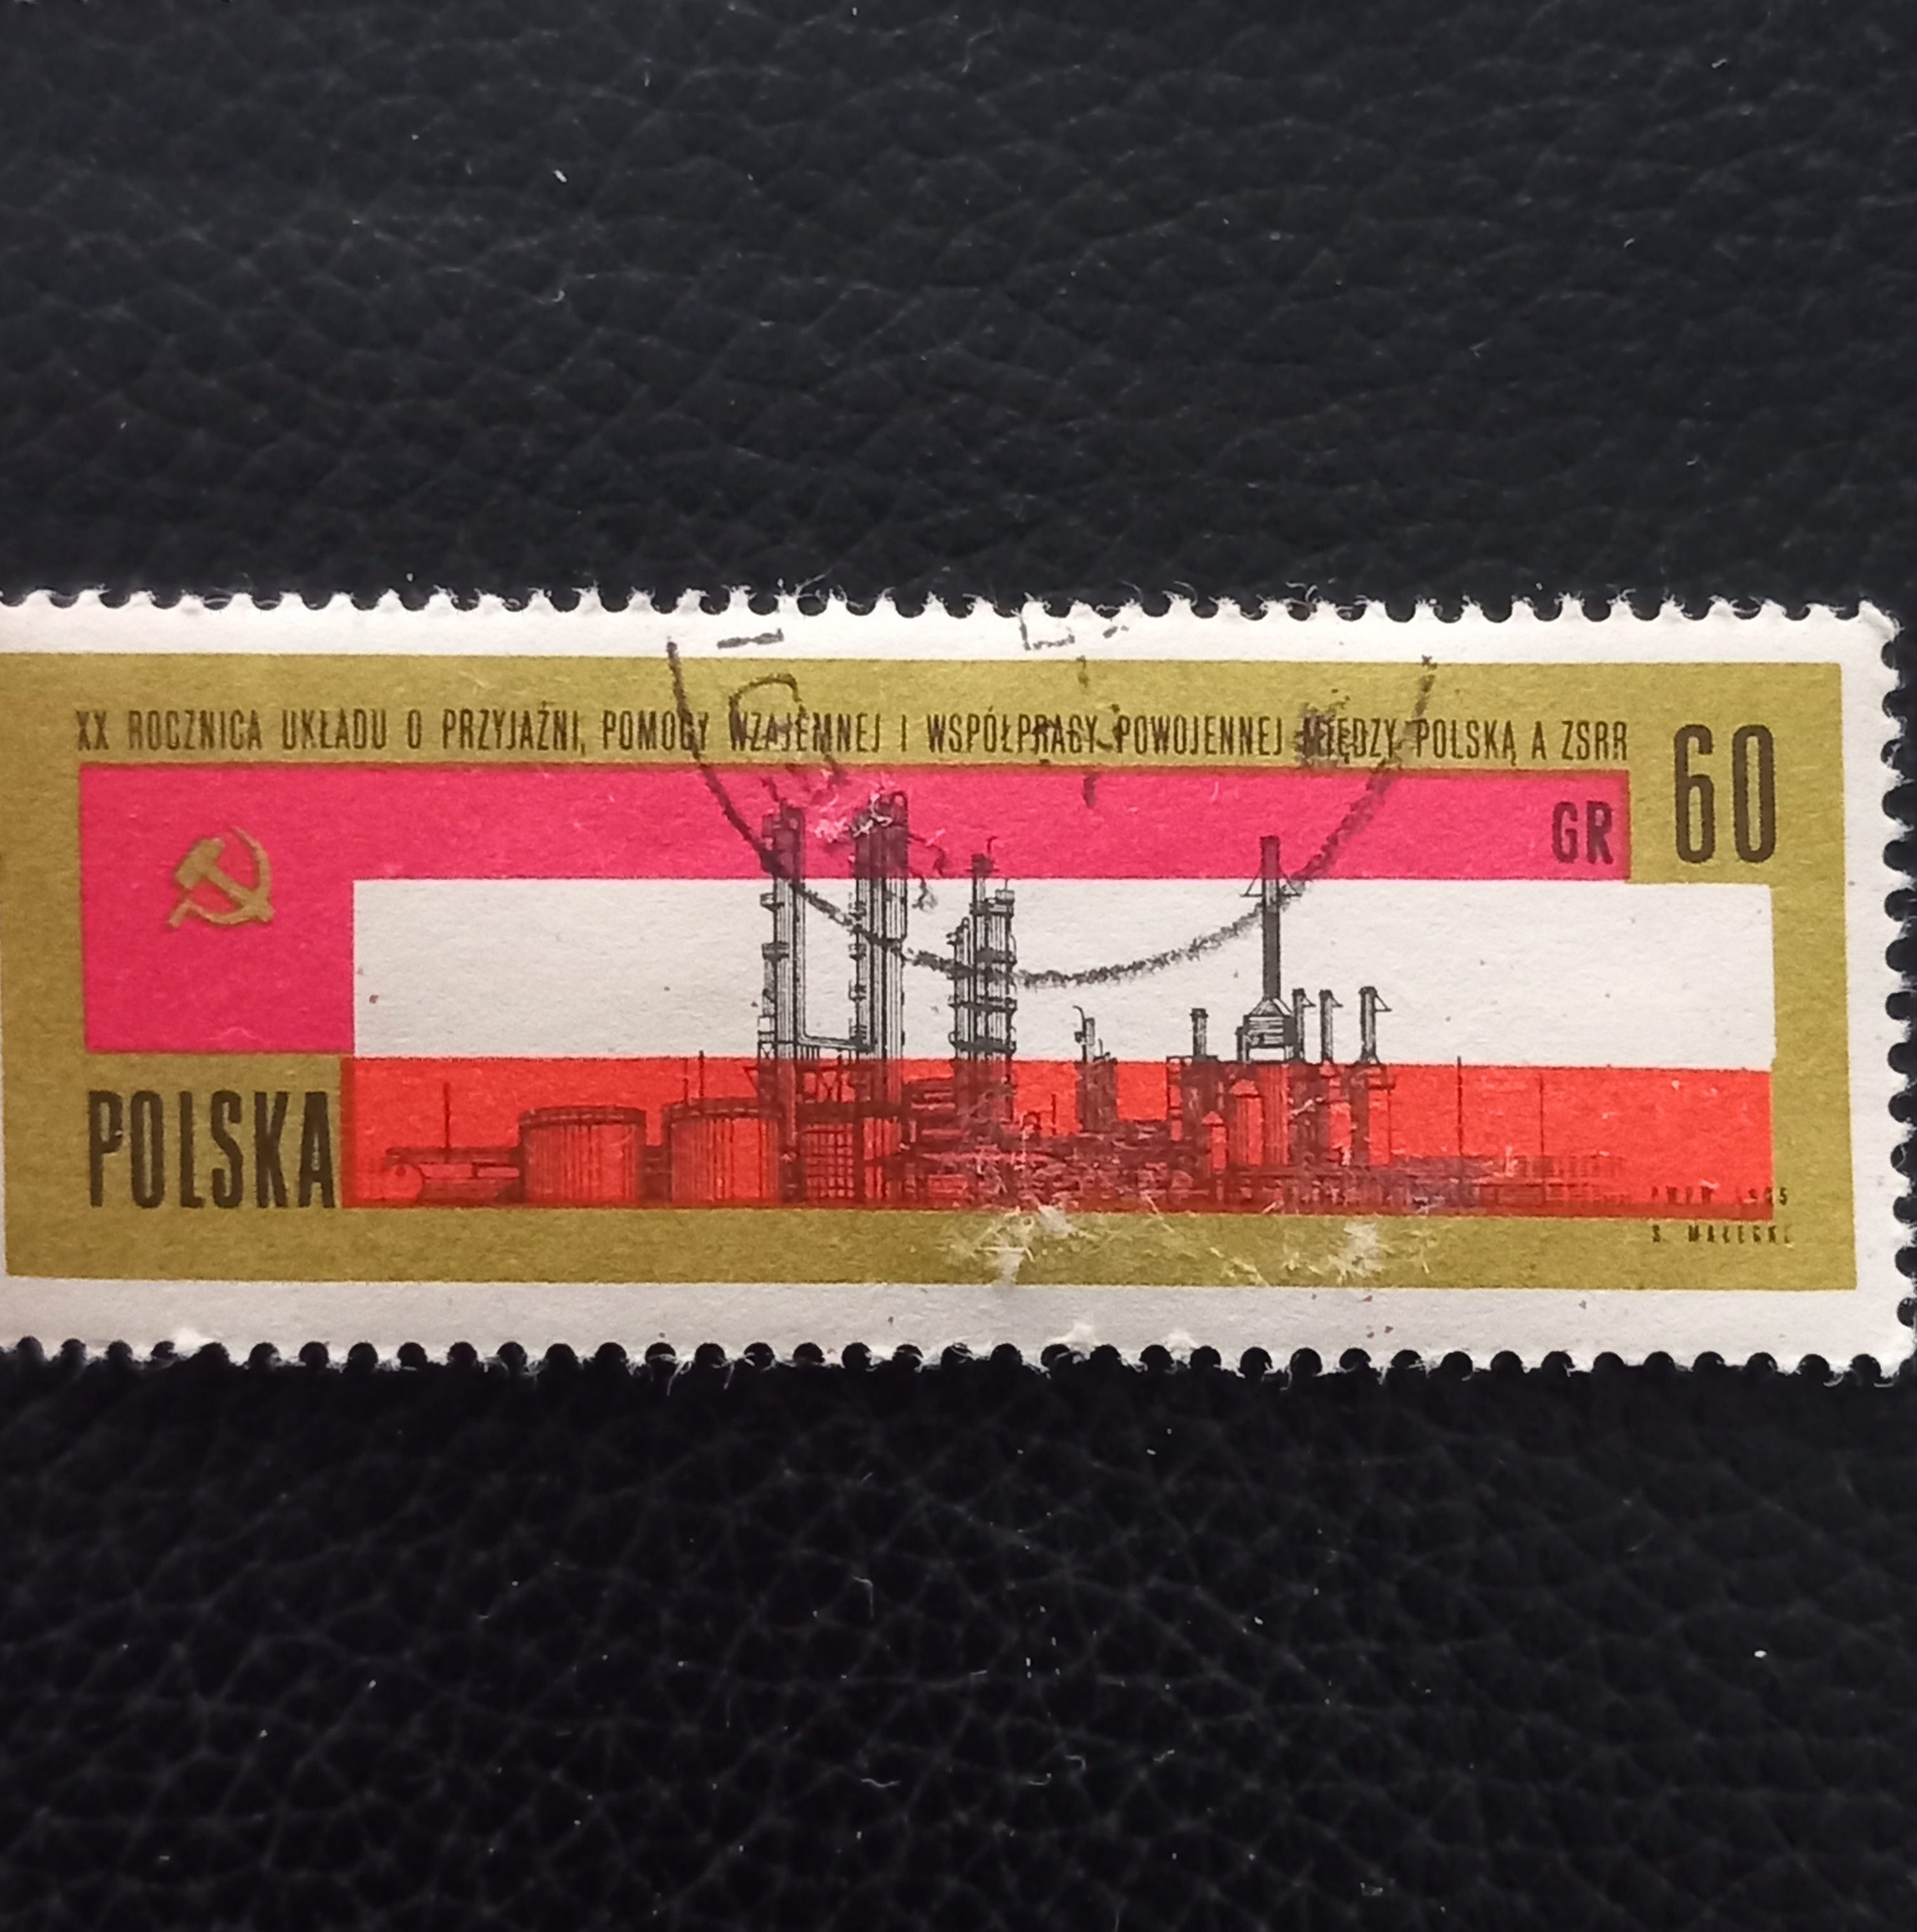 XX ROCZNICA UKŁADU O PRZYJAŹNI, POMOCY WZAJEMNEJ I WSPÓŁPRACY POWOJENNEJ MIĘDZY POLSKĄ A ZSRR
60
GR
POLSKA
PWPW 1965
S. MAŁECKI